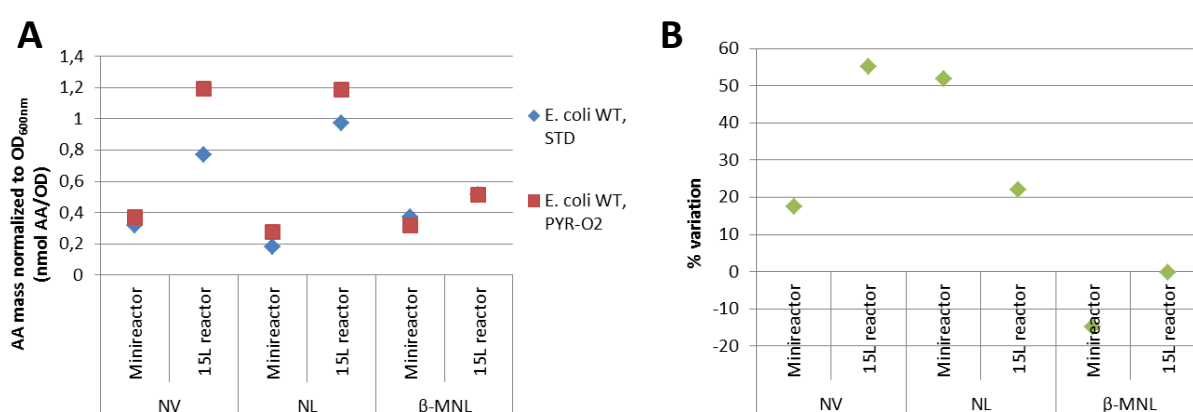 A
AA mass normalized to OD600nm
(nmol AA/OD)
1,4
1,2
1
0,8
0,6
0,4
0,2
0
Minireactor
15L reactor
Minireactor
15L reactor
Minireactor
15L reactor
NV
NL
β-MNL
E. coli WT,
STD
E. coli WT,
PYR-O2
B
% variation
60
50
40
30
20
10
0
-10
-20
Minireactor
15L reactor
Minireactor
15L reactor
Minireactor
15L reactor
NV
NL
β-MNL